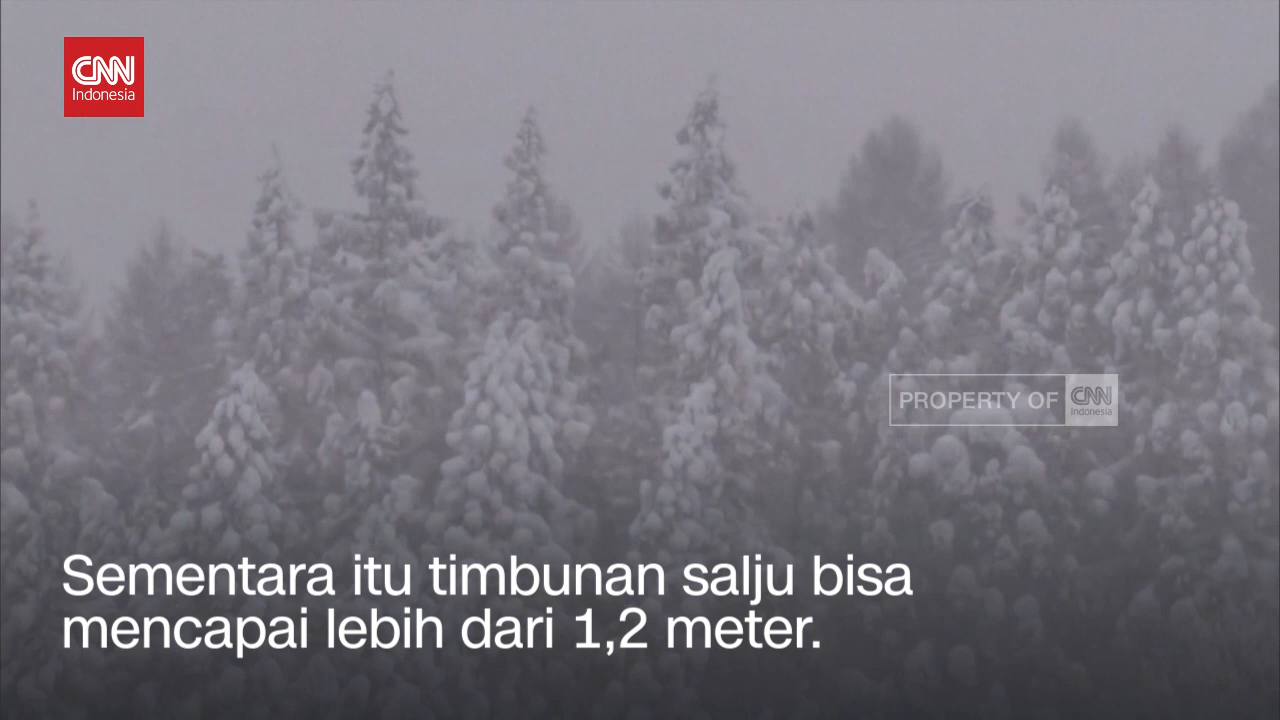 CNN
Indonesia
PROPERTY OF CNN
Indonesia
Sementara itu timbunan salju bisa
mencapai lebih dari 1,2 meter.